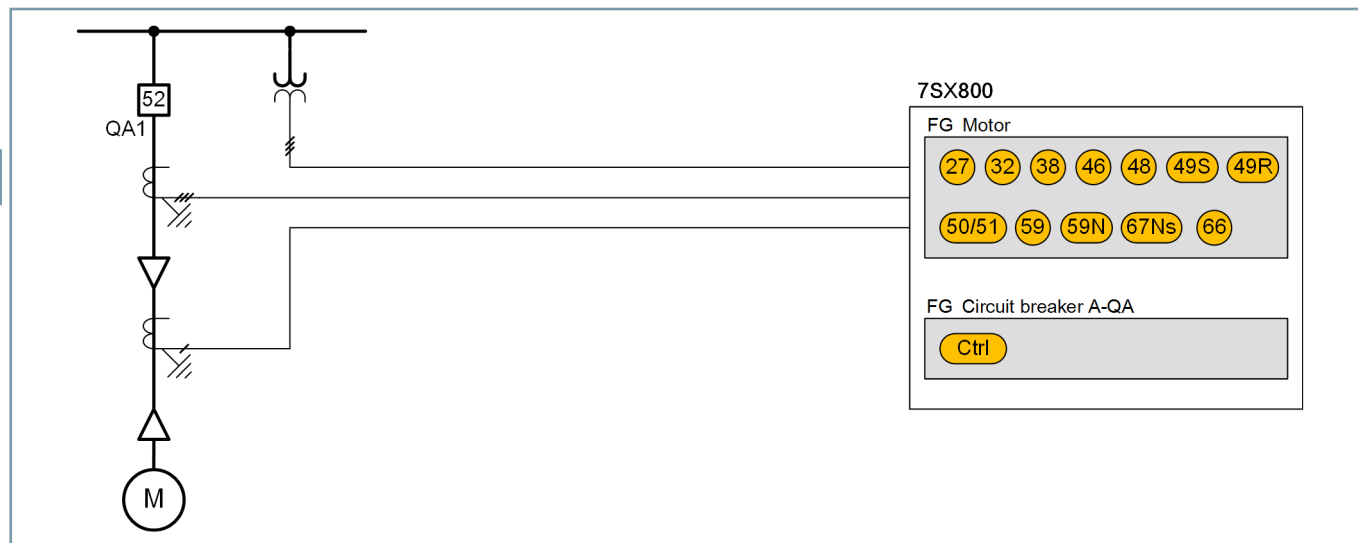 52
QA1
M
7SX800
FG Motor
27 32 38 46 48 49S 49R
50/51 59 59N 67Ns 66
FG Circuit breaker A-QA
Ctrl